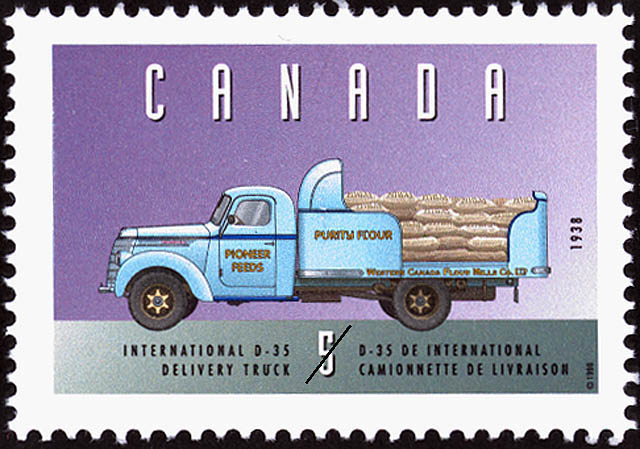 CANADA
PURITY FLOUR
PIONEER
FEEDS
WESTERN CANADA FLOUR MILLS CO. LTD
1938
INTERNATIONAL D-35
DELIVERY TRUCK
5
D-35 DE INTERNATIONAL
CAMIONNETTE DE LIVRAISON